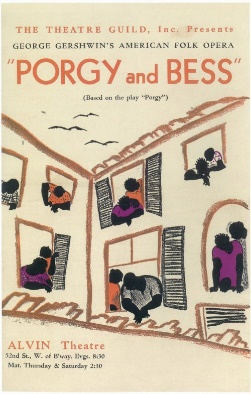 THE THEATRE GUILD, Inc. Presents
GEORGE GERSHWIN'S AMERICAN FOLK OPERA
"PORGY and BESS"
(Based on the play "Porgy")
ALVIN Theatre
52nd St., W. of B'way. Evgs. 8:30
Mat. Thursday & Saturday 2:30